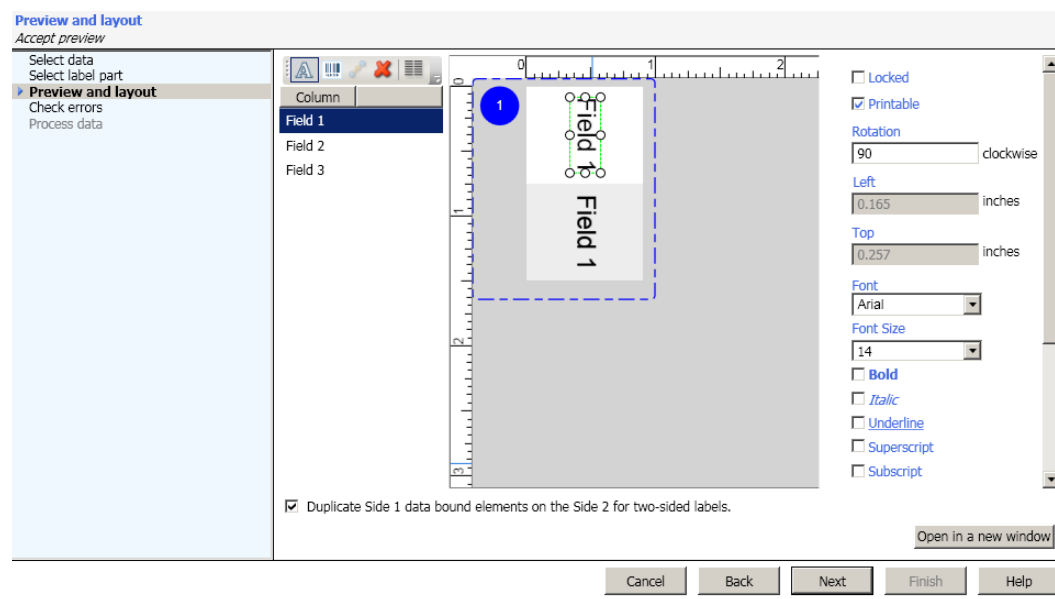 Preview and layout
Accept preview
Select data
Select label part
Preview and layout
Check errors
Process data
A
Column
Field 1
Field 2
Field 3
0 1 2
0
1
2
3
1
Field 1
Field 1
Locked
Printable
Rotation
90 clockwise
Left
0.165 inches
Top
0.257 inches
Font
Arial
Font Size
14
Bold
Italic
Underline
Superscript
Subscript
Duplicate Side 1 data bound elements on the Side 2 for two-sided labels.
Open in a new window
Cancel Back Next Finish Help